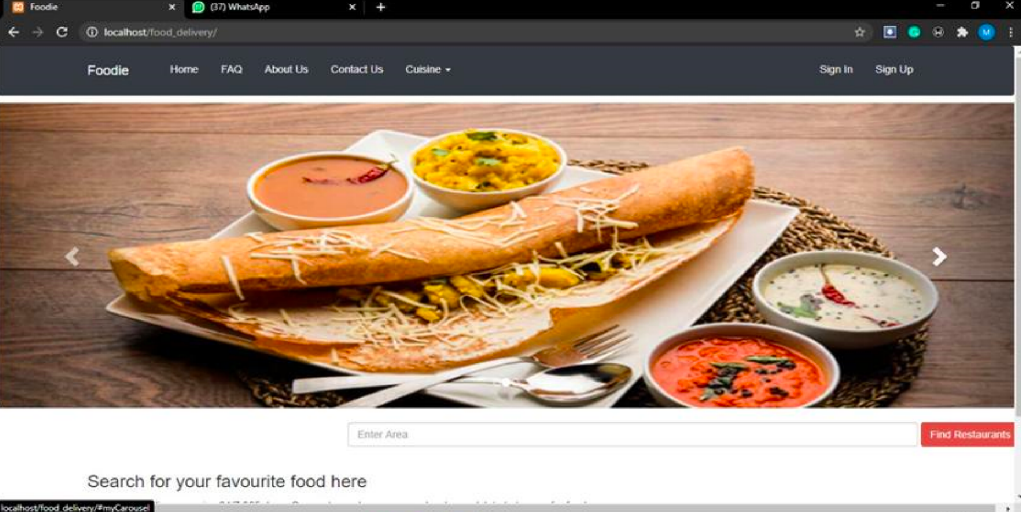 Foodie
(37) WhatsApp
localhost/food_delivery/
M
Foodie Home FAQ About Us Contact Us Cuisine Sign In Sign Up
Enter Area Find Restaurants
Search for your favourite food here
localhost/food_delivery/#myCarousel